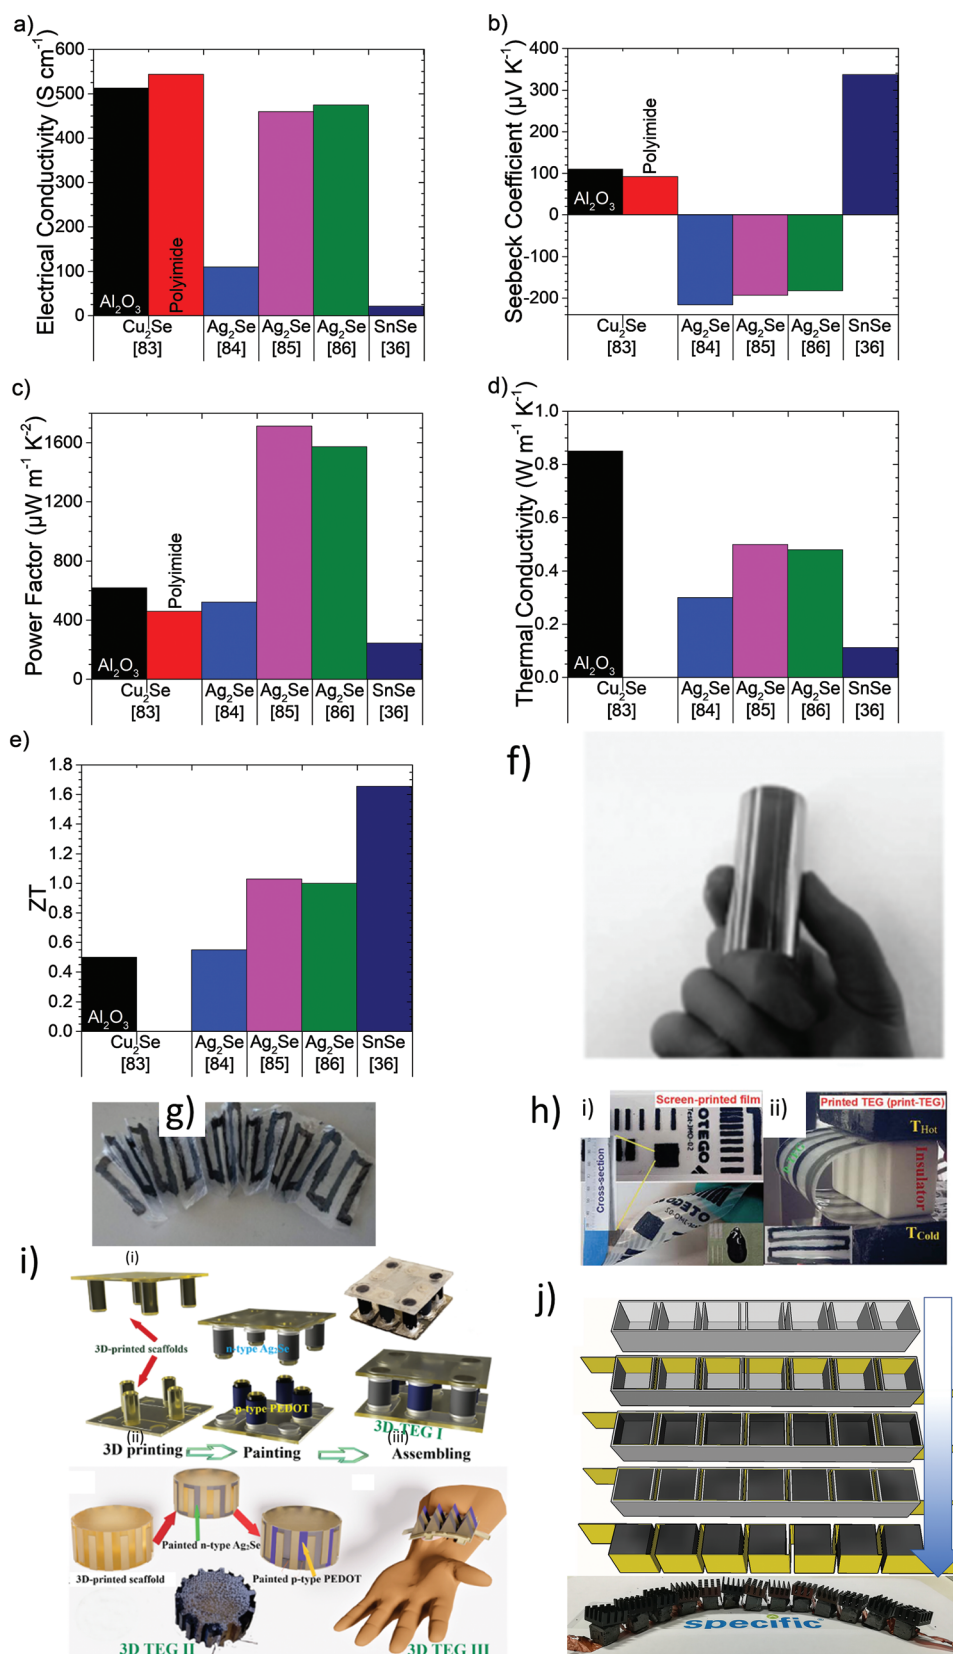 a)
Electrical Conductivity (S cm⁻¹)
600
500
400
300
200
100
0
Al₂O₃
Polyimide
Cu₂Se
[83]
Ag₂Se
[84]
Ag₂Se
[85]
Ag₂Se
[86]
SnSe
[36]
b)
Seebeck Coefficient (µV K⁻¹)
400
300
200
100
0
-100
-200
Al₂O₃
Polyimide
Cu₂Se
[83]
Ag₂Se
[84]
Ag₂Se
[85]
Ag₂Se
[86]
SnSe
[36]
c)
Power Factor (µW m⁻¹ K⁻²)
1600
1200
800
400
0
Al₂O₃
Polyimide
Cu₂Se
[83]
Ag₂Se
[84]
Ag₂Se
[85]
Ag₂Se
[86]
SnSe
[36]
d)
Thermal Conductivity (W m⁻¹ K⁻¹)
1.0
0.8
0.6
0.4
0.2
0.0
Al₂O₃
Cu₂Se
[83]
Ag₂Se
[84]
Ag₂Se
[85]
Ag₂Se
[86]
SnSe
[36]
e)
ZT
1.8
1.6
1.4
1.2
1.0
0.8
0.6
0.4
0.2
0.0
Al₂O₃
Cu₂Se
[83]
Ag₂Se
[84]
Ag₂Se
[85]
Ag₂Se
[86]
SnSe
[36]
f)
g)
h)
i)
Screen-printed film
Cross-section
OTEGO
OTEGO
ii)
Printed TEG (print-TEG)
T Hot
Insulator
T Cold
i)
(i)
3D-printed scaffolds
n-type Ag₂Se
p-type PEDOT
3D TEG I
(ii)
(iii)
3D printing
Painting
Assembling
Painted n-type Ag₂Se
3D-printed scaffold
Painted p-type PEDOT
3D TEG II
3D TEG III
j)
specific